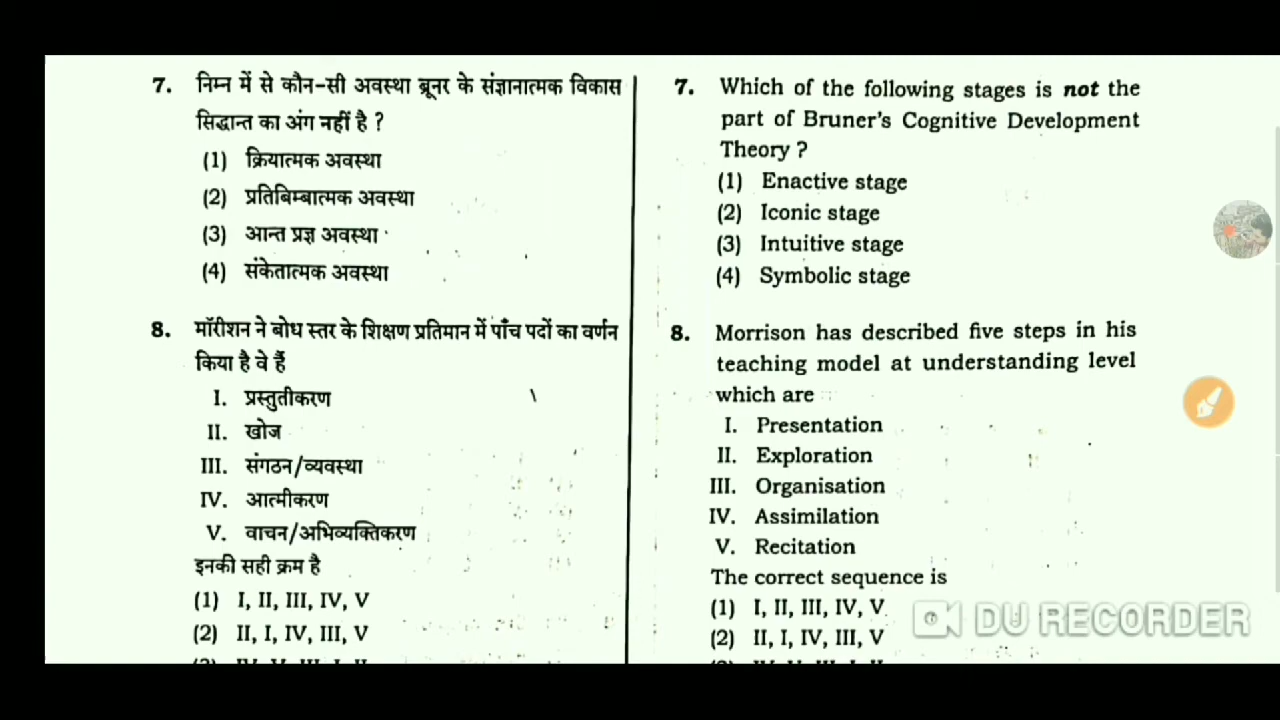 7. निम्न में से कौन-सी अवस्था ब्रूनर के संज्ञानात्मक विकास
सिद्धान्त का अंग नहीं है ?
(1) क्रियात्मक अवस्था
(2) प्रतिबिम्बात्मक अवस्था
(3) आन्त प्रज्ञ अवस्था
(4) संकेतात्मक अवस्था
8. मॉरीशन ने बोध स्तर के शिक्षण प्रतिमान में पाँच पदों का वर्णन
किया है वे हैं
I. प्रस्तुतीकरण
II. खोज
III. संगठन/व्यवस्था
IV. आत्मीकरण
V. वाचन/अभिव्यक्तिकरण
इनकी सही क्रम है
(1) I, II, III, IV, V
(2) II, I, IV, III, V
7. Which of the following stages is not the
part of Bruner's Cognitive Development
Theory ?
(1) Enactive stage
(2) Iconic stage
(3) Intuitive stage
(4) Symbolic stage
8. Morrison has described five steps in his
teaching model at understanding level
which are
I. Presentation
II. Exploration
III. Organisation
IV. Assimilation
V. Recitation
The correct sequence is
(1) I, II, III, IV, V
(2) II, I, IV, III, V
DU RECORDER